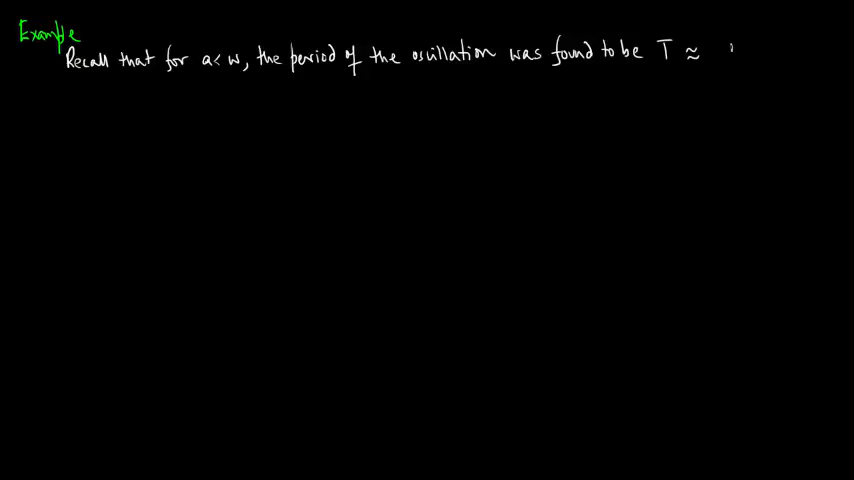 Example
Recall that for a< w, the period of the oscillation was found to be T ≈